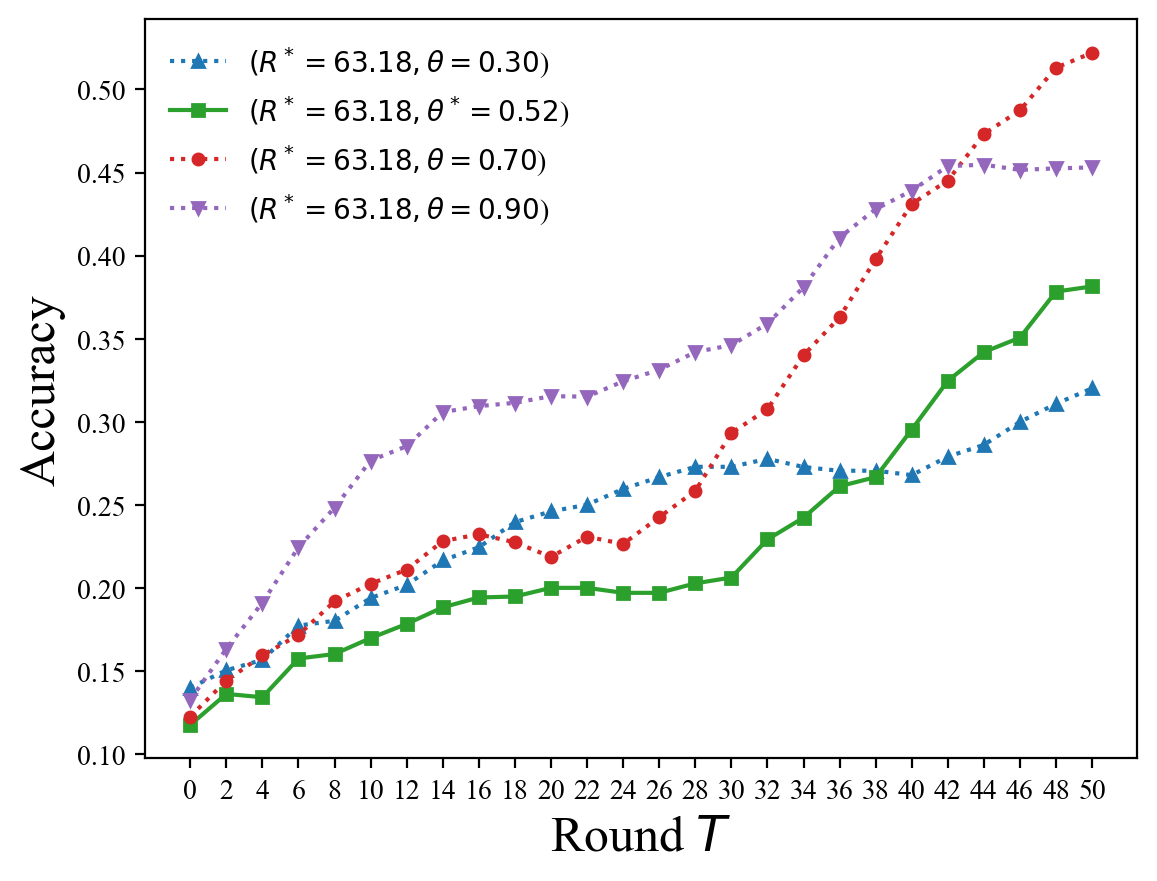 (R* = 63.18, θ = 0.30)
(R* = 63.18, θ* = 0.52)
(R* = 63.18, θ = 0.70)
(R* = 63.18, θ = 0.90)
0.50
0.45
0.40
0.35
0.30
0.25
0.20
0.15
0.10
Accuracy
0 2 4 6 8 10 12 14 16 18 20 22 24 26 28 30 32 34 36 38 40 42 44 46 48 50
Round T